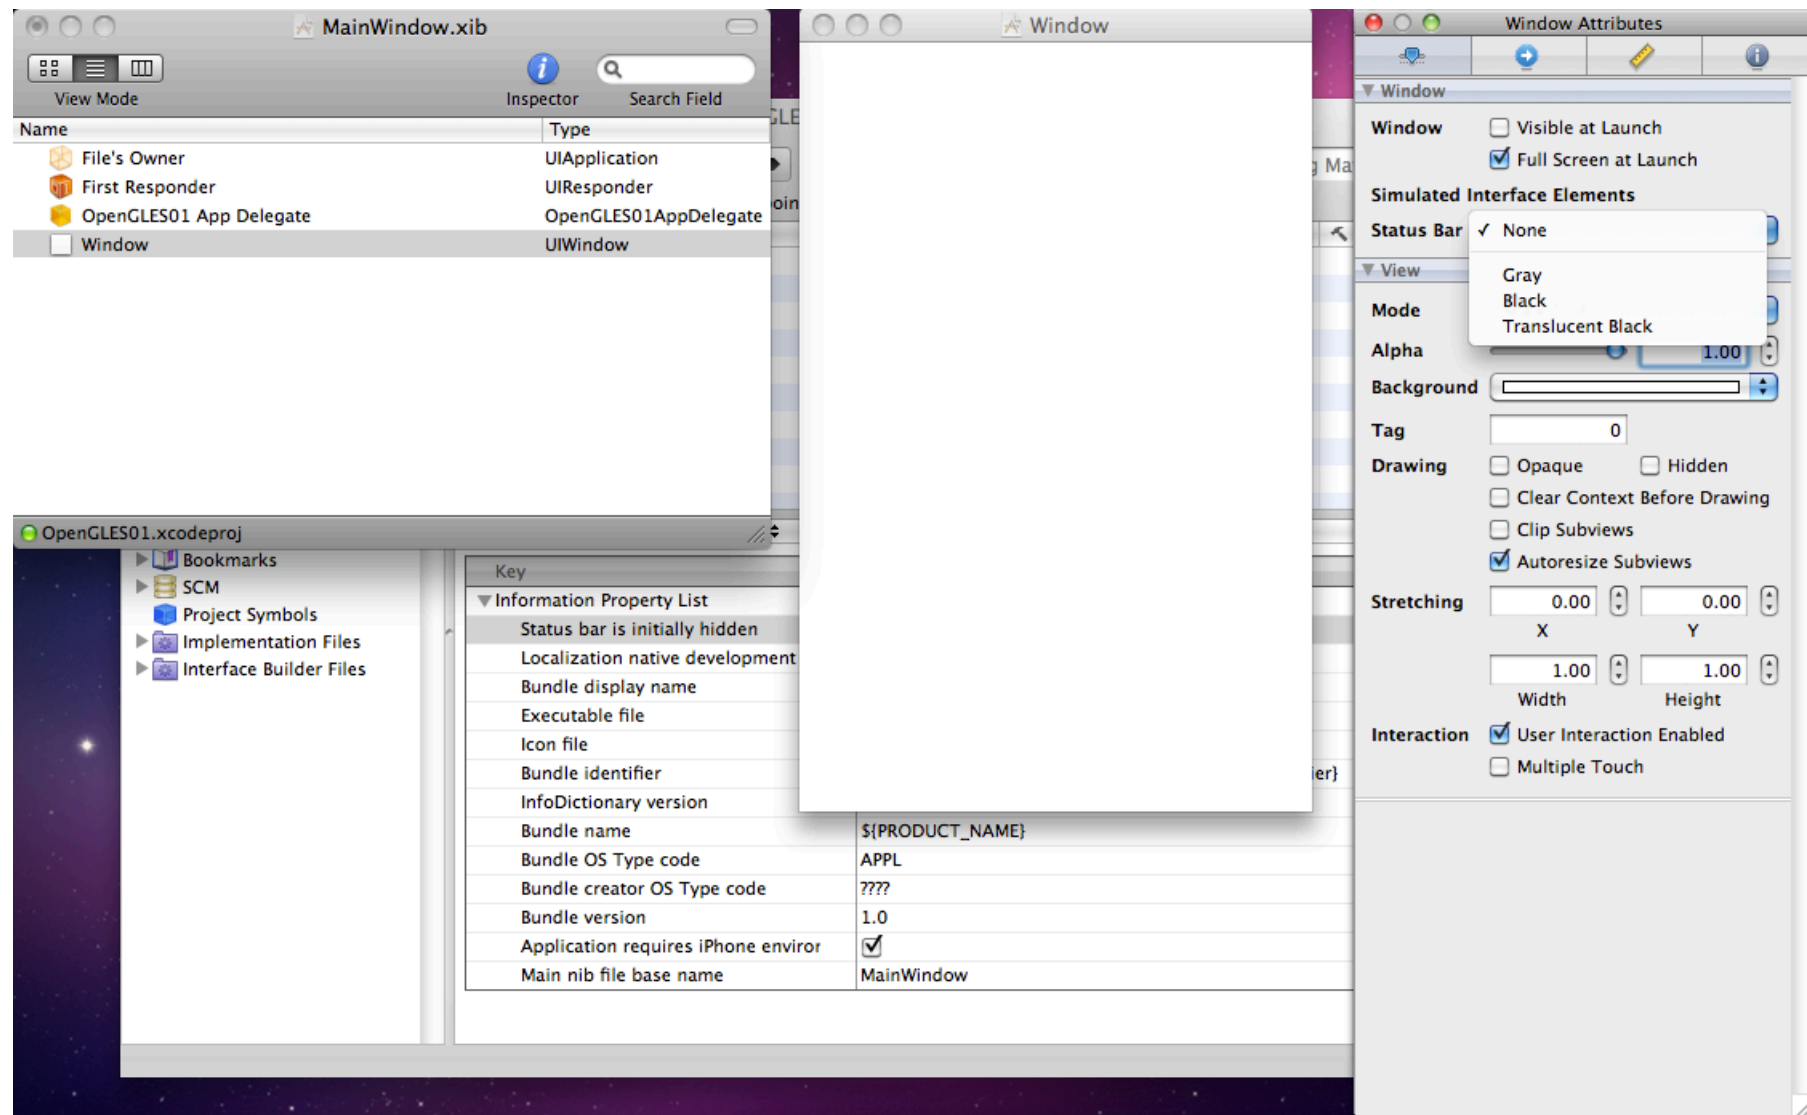 MainWindow.xib
View Mode
Inspector
Search Field
Name Type
File's Owner UIApplication
First Responder UIResponder
OpenGLES01 App Delegate OpenGLES01AppDelegate
Window UIWindow
OpenGLES01.xcodeproj
Bookmarks
SCM
Project Symbols
Implementation Files
Interface Builder Files
Key
Information Property List
Status bar is initially hidden
Localization native development
Bundle display name
Executable file
Icon file
Bundle identifier
InfoDictionary version
Bundle name ${PRODUCT_NAME}
Bundle OS Type code APPL
Bundle creator OS Type code ????
Bundle version 1.0
Application requires iPhone enviror
Main nib file base name MainWindow
Window
Window Attributes
Window
Window Visible at Launch
Full Screen at Launch
Simulated Interface Elements
Status Bar ✓ None
Gray
Black
Translucent Black
View
Mode
Alpha 1.00
Background
Tag 0
Drawing Opaque Hidden
Clear Context Before Drawing
Clip Subviews
Autoresize Subviews
Stretching 0.00 0.00
X Y
1.00 1.00
Width Height
Interaction User Interaction Enabled
Multiple Touch